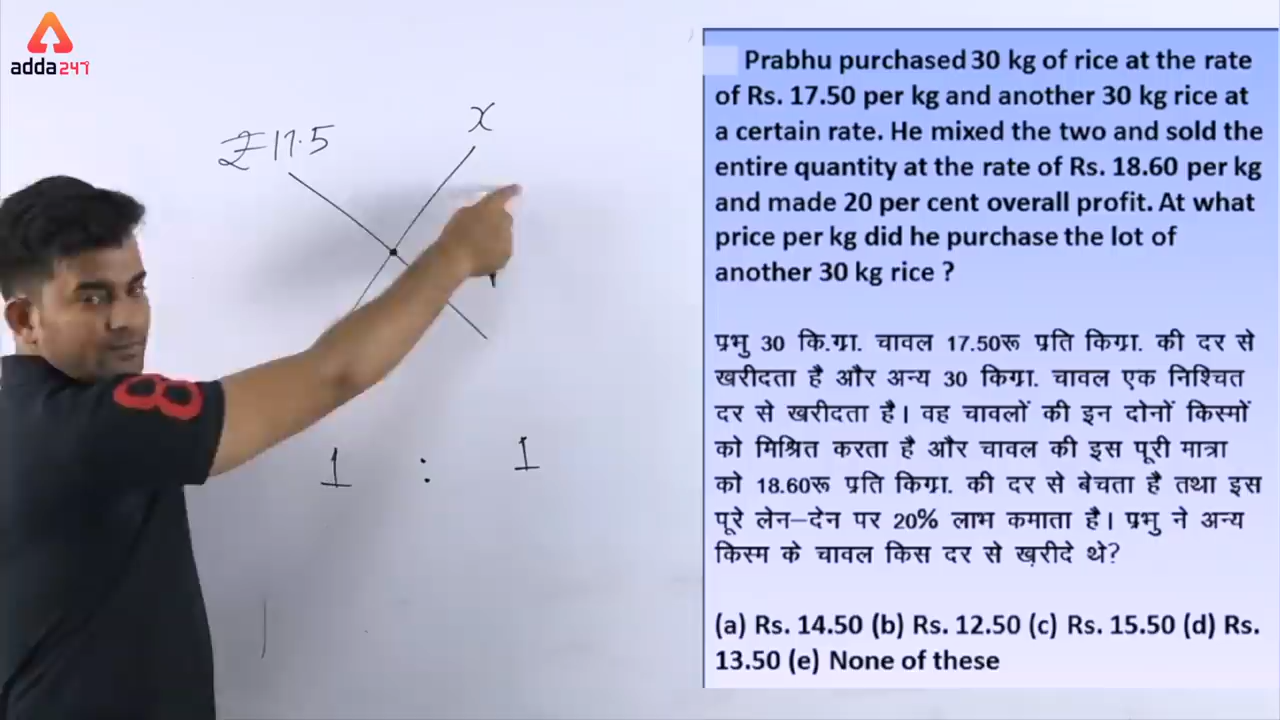 adda247
₹17.5
x
1 : 1
Prabhu purchased 30 kg of rice at the rate
of Rs. 17.50 per kg and another 30 kg rice at
a certain rate. He mixed the two and sold the
entire quantity at the rate of Rs. 18.60 per kg
and made 20 per cent overall profit. At what
price per kg did he purchase the lot of
another 30 kg rice ?
प्रभु 30 कि.ग्रा. चावल 17.50रू प्रति किग्रा. की दर से
खरीदता है और अन्य 30 किग्रा. चावल एक निश्चित
दर से खरीदता है। वह चावलों की इन दोनों किस्मों
को मिश्रित करता है और चावल की इस पूरी मात्रा
को 18.60रू प्रति किग्रा. की दर से बेचता है तथा इस
पूरे लेन–देन पर 20% लाभ कमाता है। प्रभु ने अन्य
किस्म के चावल किस दर से ख़रीदे थे?
(a) Rs. 14.50 (b) Rs. 12.50 (c) Rs. 15.50 (d) Rs.
13.50 (e) None of these